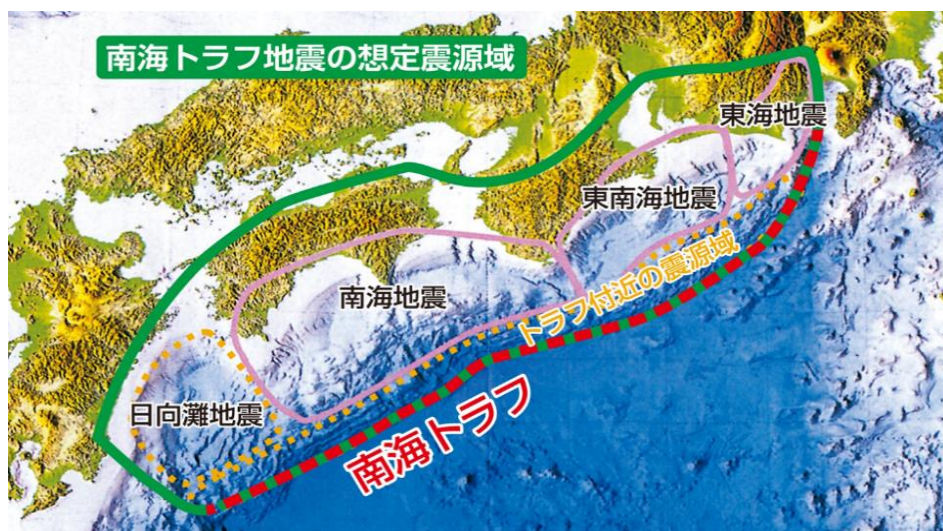 南海トラフ地震の想定震源域
東海地震
東南海地震
トラフ付近の震源域
南海地震
日向灘地震
南海トラフ